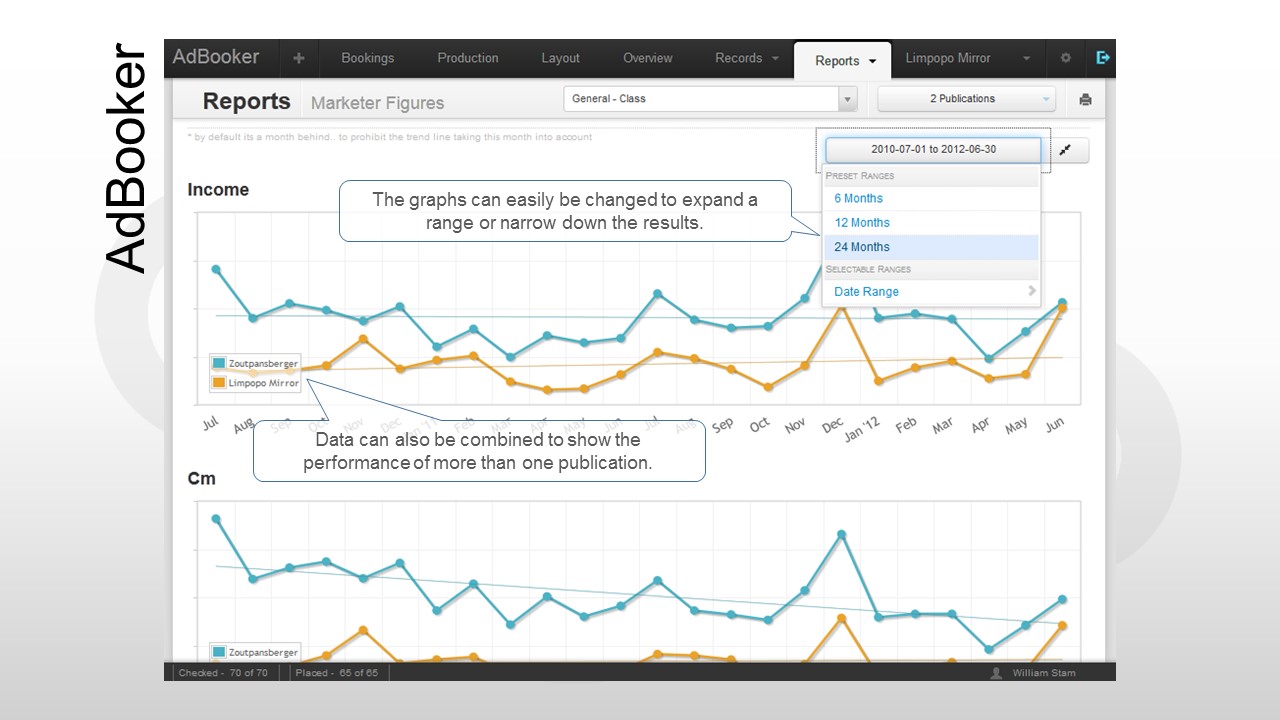 AdBooker
AdBooker
Bookings
Production
Layout
Overview
Records
Reports
Limpopo Mirror
Reports
Marketer Figures
General - Class
2 Publications
* by default its a month behind.. to prohibit the trend line taking this month into account
2010-07-01 to 2012-06-30
PRESET RANGES
6 Months
12 Months
24 Months
SELECTABLE RANGES
Date Range
Income
The graphs can easily be changed to expand a
range or narrow down the results.
Zoutpansberger
Limpopo Mirror
Jul Aug Sep Oct Nov Dec Jan '11 Feb Mar Apr May Jun Jul Aug Sep Oct Nov Dec Jan '12 Feb Mar Apr May Jun
Data can also be combined to show the
performance of more than one publication.
Cm
Zoutpansberger
Checked - 70 of 70
Placed - 65 of 65
William Stam